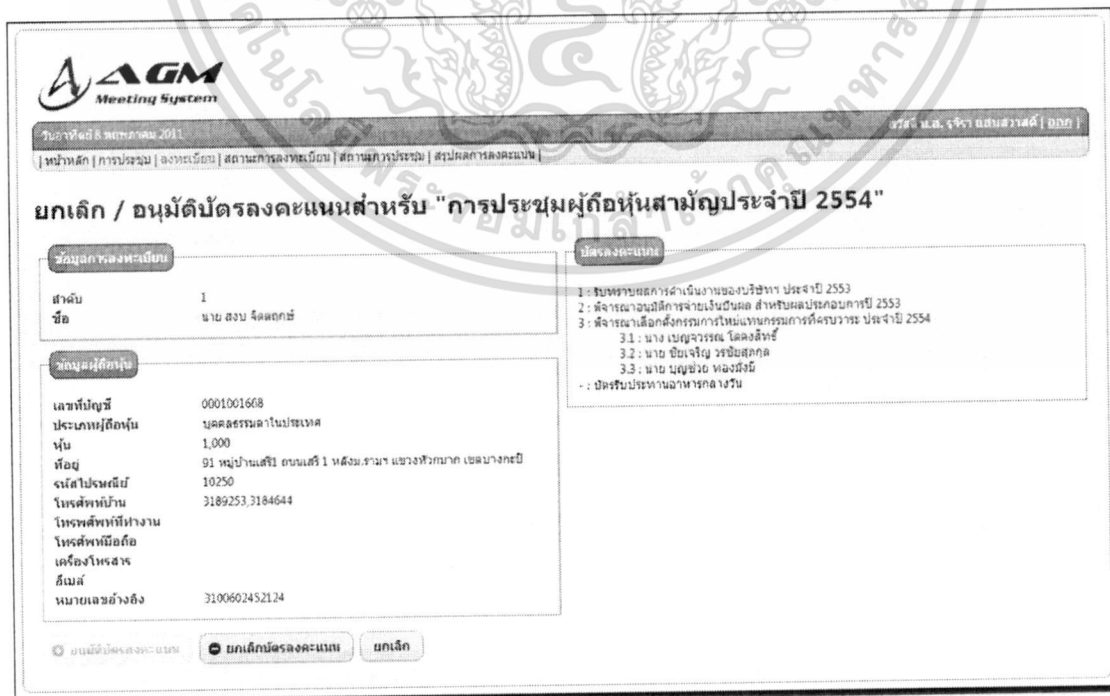 AGM
Meeting System
วันอาทิตย์ 8 พฤษภาคม 2011
สวัสดี น.ส. รุจิรา แสนสวาสดิ์ | ออก |
| หน้าหลัก | การประชุม | ลงทะเบียน | สถานะการลงทะเบียน | สถานะการประชุม | สรุปผลการลงคะแนน |
ยกเลิก / อนุมัติบัตรลงคะแนนสำหรับ "การประชุมผู้ถือหุ้นสามัญประจำปี 2554"
ข้อมูลการลงทะเบียน
ลำดับ 1
ชื่อ นาย สงบ จิตตฤกษ์
ข้อมูลผู้ถือหุ้น
เลขที่บัญชี 0001001668
ประเภทผู้ถือหุ้น บุคคลธรรมดาในประเทศ
หุ้น 1,000
ที่อยู่ 91 หมู่บ้านเสรี1 ถนนเสรี 1 หลังม.รามฯ แขวงหัวหมาก เขตบางกะปิ
รหัสไปรษณีย์ 10250
โทรศัพท์บ้าน 3189253,3184644
โทรพศัพท์ที่ทำงาน
โทรศัพท์มือถือ
เครื่องโทรสาร
อีเมล์
หมายเลขอ้างอิง 3100602452124
อนุมัติบัตรลงคะแนน ยกเลิกบัตรลงคะแนน ยกเลิก
บัตรลงคะแนน
1 : รับทราบผลการดำเนินงานของบริษัทฯ ประจำปี 2553
2 : พิจารณาอนุมัติการจ่ายเงินปันผล สำหรับผลประกอบการปี 2553
3 : พิจารณาเลือกตั้งกรรมการใหม่แทนกรรมการที่ครบวาระ ประจำปี 2554
3.1 : นาง เบญจวรรณ โตคงสิทธิ์
3.2 : นาย ชัยเจริญ วรชัยสุภกุล
3.3 : นาย บุญช่วย ทองมังมี
- : บัตรรับประทานอาหารกลางวัน